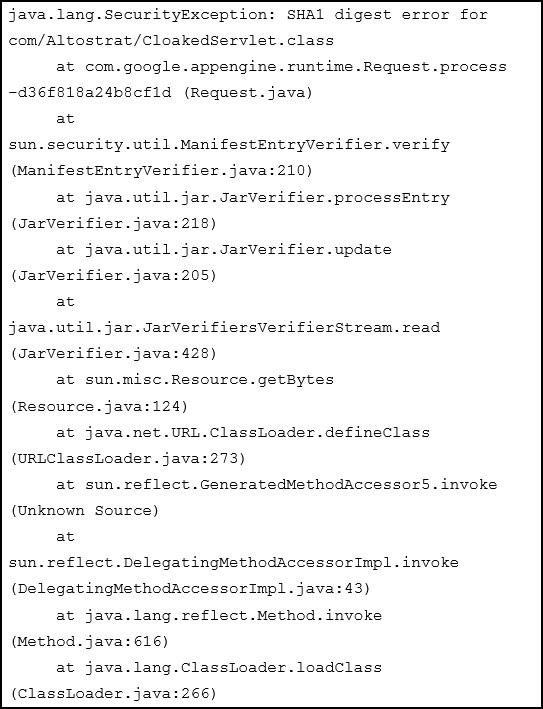 java.lang.SecurityException: SHA1 digest error for
com/Altostrat/CloakedServlet.class
at com.google.appengine.runtime.Request.process
-d36f818a24b8cf1d (Request.java)
at
sun.security.util.ManifestEntryVerifier.verify
(ManifestEntryVerifier.java:210)
at java.util.jar.JarVerifier.processEntry
(JarVerifier.java:218)
at java.util.jar.JarVerifier.update
(JarVerifier.java:205)
at
java.util.jar.JarVerifiersVerifierStream.read
(JarVerifier.java:428)
at sun.misc.Resource.getBytes
(Resource.java:124)
at java.net.URL.ClassLoader.defineClass
(URLClassLoader.java:273)
at sun.reflect.GeneratedMethodAccessor5.invoke
(Unknown Source)
at
sun.reflect.DelegatingMethodAccessorImpl.invoke
(DelegatingMethodAccessorImpl.java:43)
at java.lang.reflect.Method.invoke
(Method.java:616)
at java.lang.ClassLoader.loadClass
(ClassLoader.java:266)